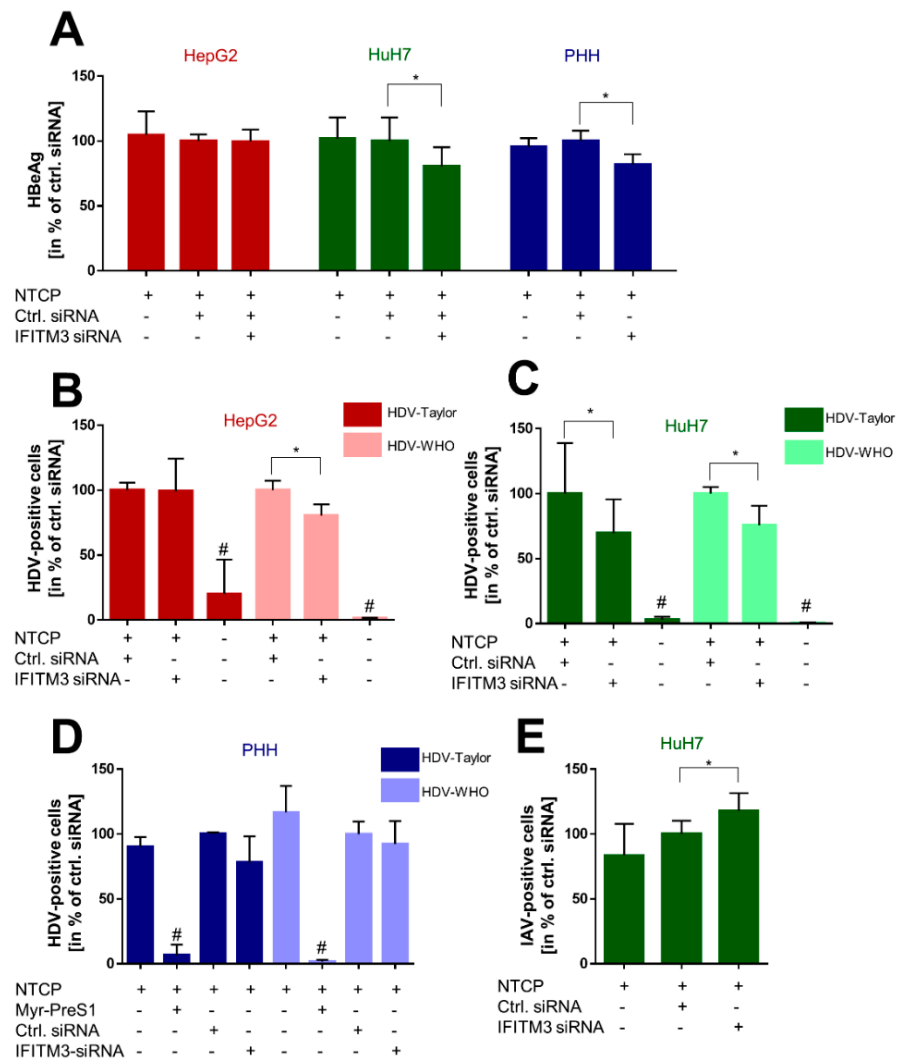 A
HepG2 HuH7 PHH
HBeAg
[in % of ctrl. siRNA]
150
100
50
0
* *
NTCP + + + + + + + + +
Ctrl. siRNA - + + - + + - + -
IFITM3 siRNA - - + - - + - - +
B
HepG2
HDV-Taylor
HDV-WHO
HDV-positive cells
[in % of ctrl. siRNA]
150
100
50
0
# * #
NTCP + + - + + -
Ctrl. siRNA + - - + - -
IFITM3 siRNA - + - - + -
C
HuH7
HDV-Taylor
HDV-WHO
HDV-positive cells
[in % of ctrl. siRNA]
150
100
50
0
* # * #
NTCP + + - + + -
Ctrl. siRNA + - - + - -
IFITM3 siRNA - + - - + -
D
PHH
HDV-Taylor
HDV-WHO
HDV-positive cells
[in % of ctrl. siRNA]
150
100
50
0
# #
NTCP + + + + + + + +
Myr-PreS1 - + - - - + - -
Ctrl. siRNA - - + - - - + -
IFITM3-siRNA - - - + - - - +
E
HuH7
IAV-positive cells
[in % of ctrl. siRNA]
150
100
50
0
*
NTCP + + +
Ctrl. siRNA - + -
IFITM3 siRNA - - +